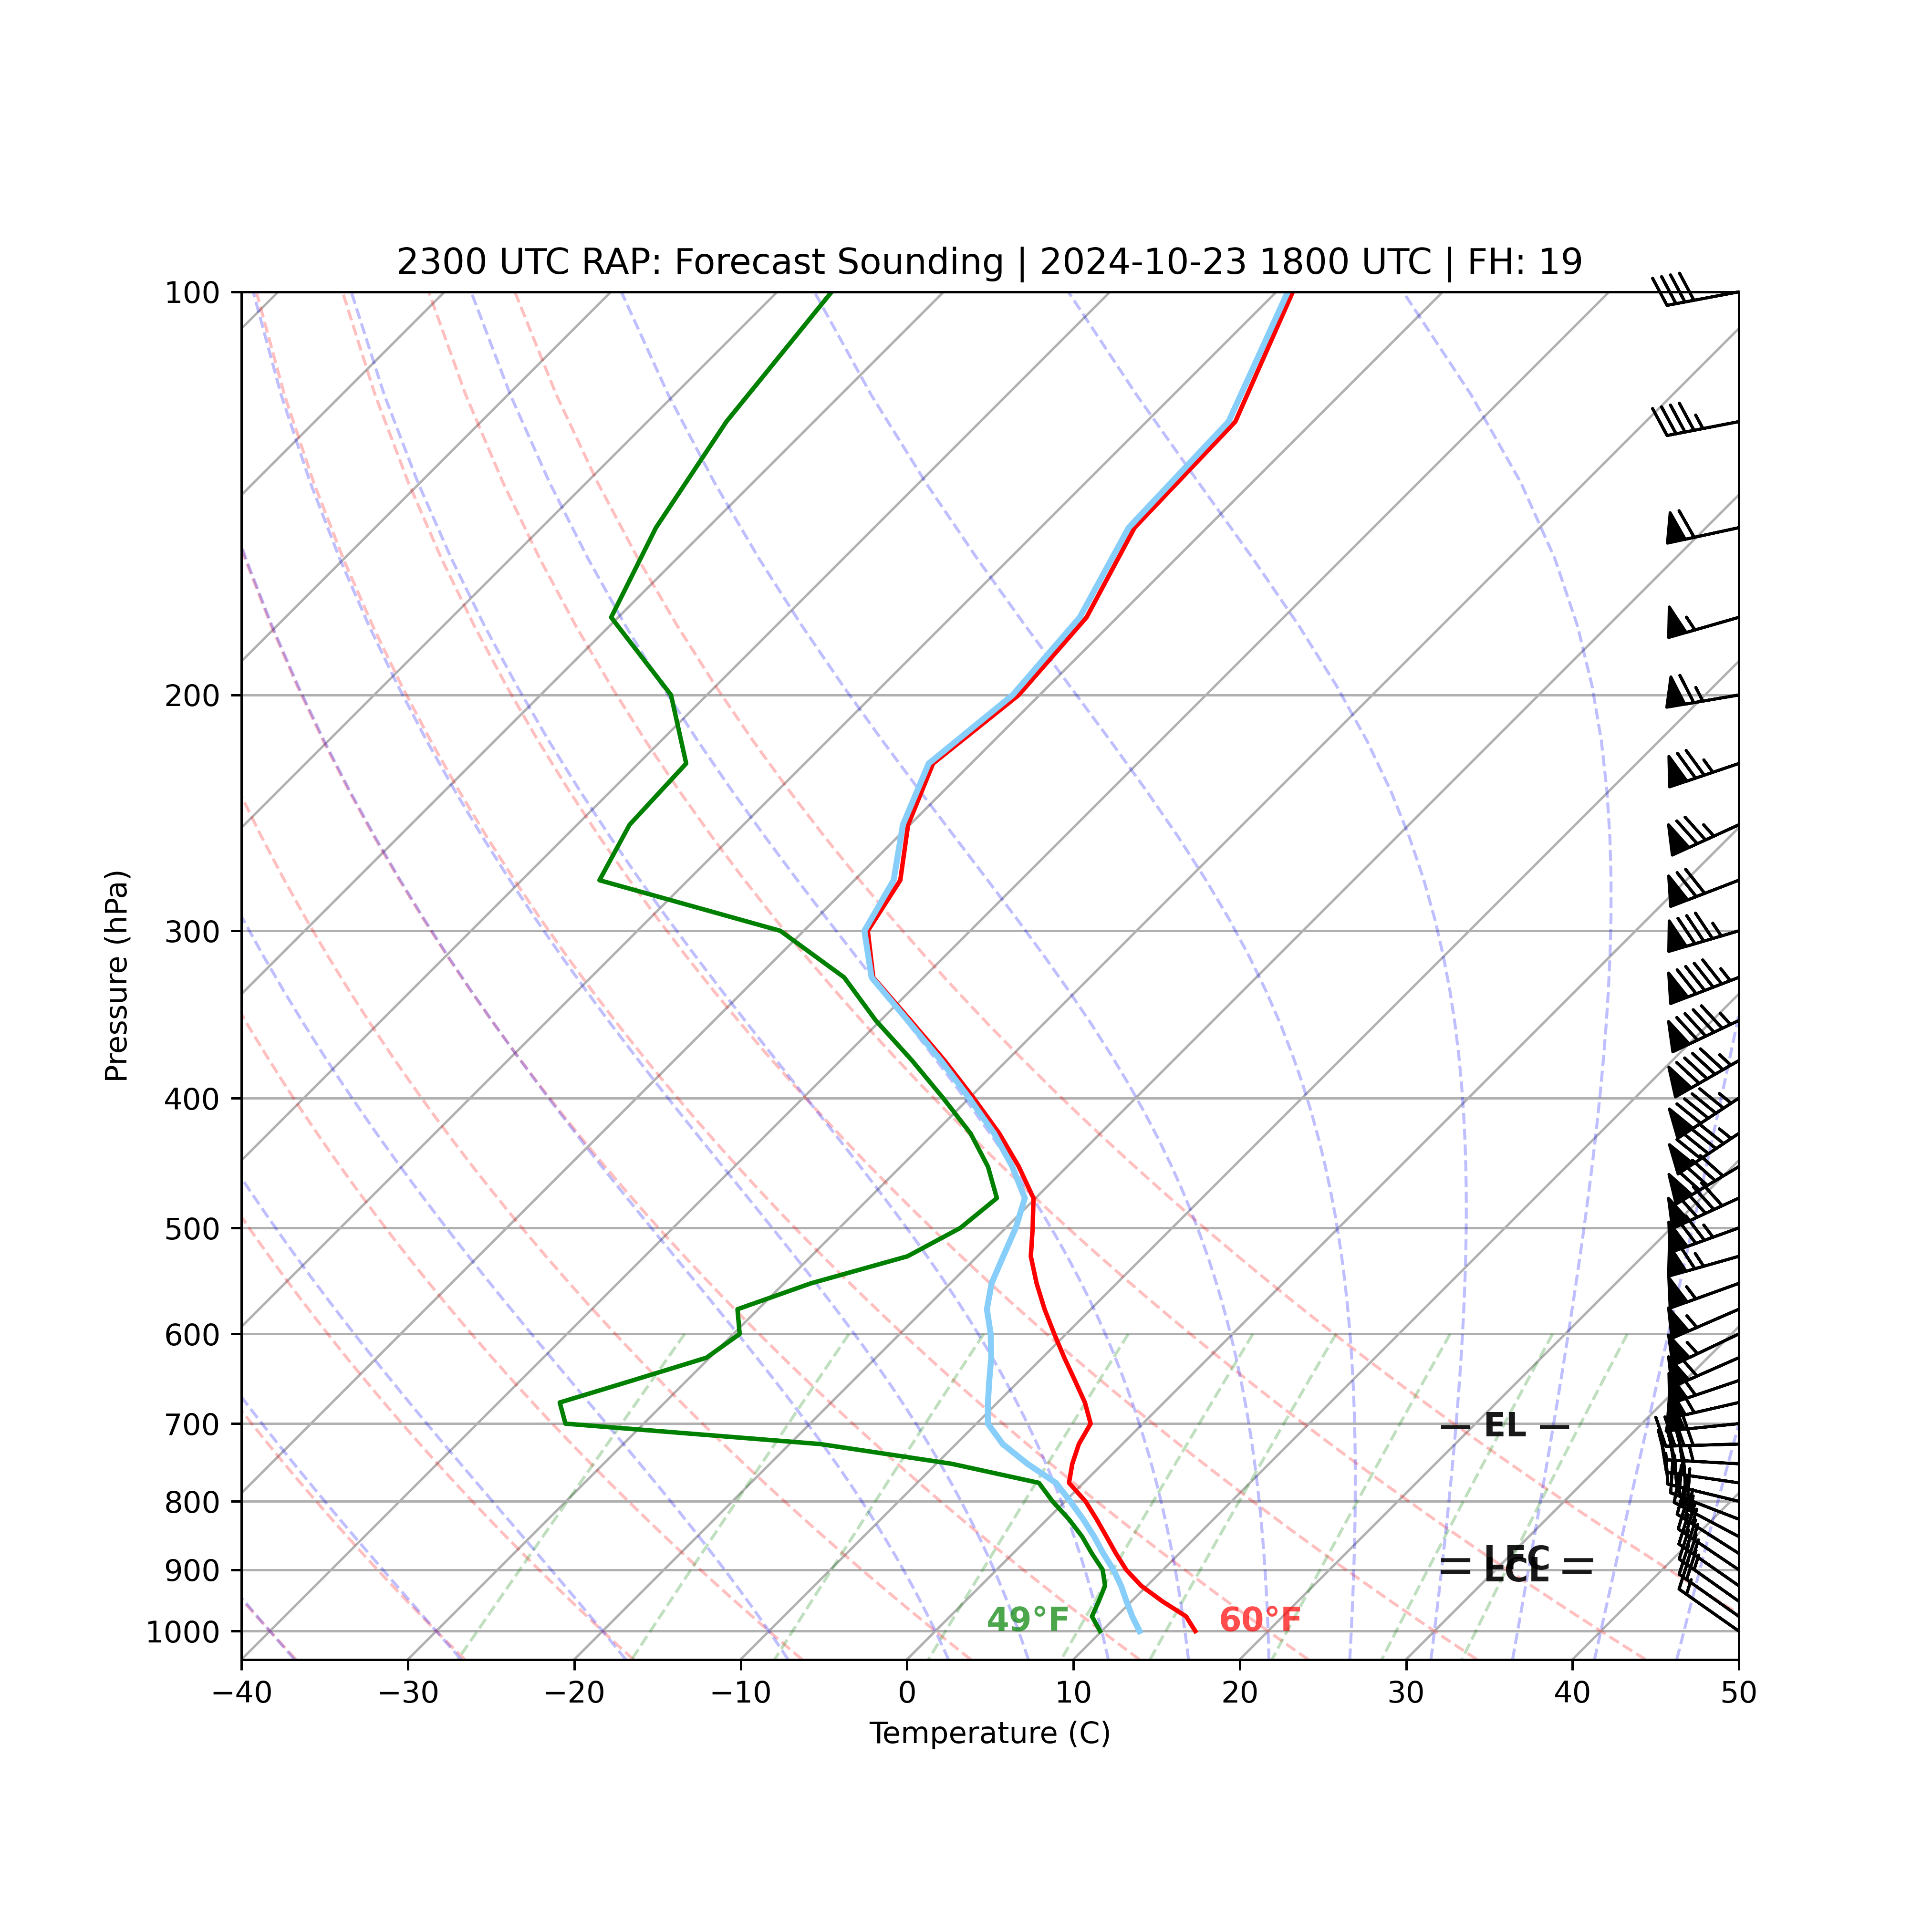 2300 UTC RAP: Forecast Sounding | 2024-10-23 1800 UTC | FH: 19
100
200
300
400
500
600
700
800
900
1000
Pressure (hPa)
— EL —
= LFC =
= LCL =
49°F
60°F
−40 −30 −20 −10 0 10 20 30 40 50
Temperature (C)